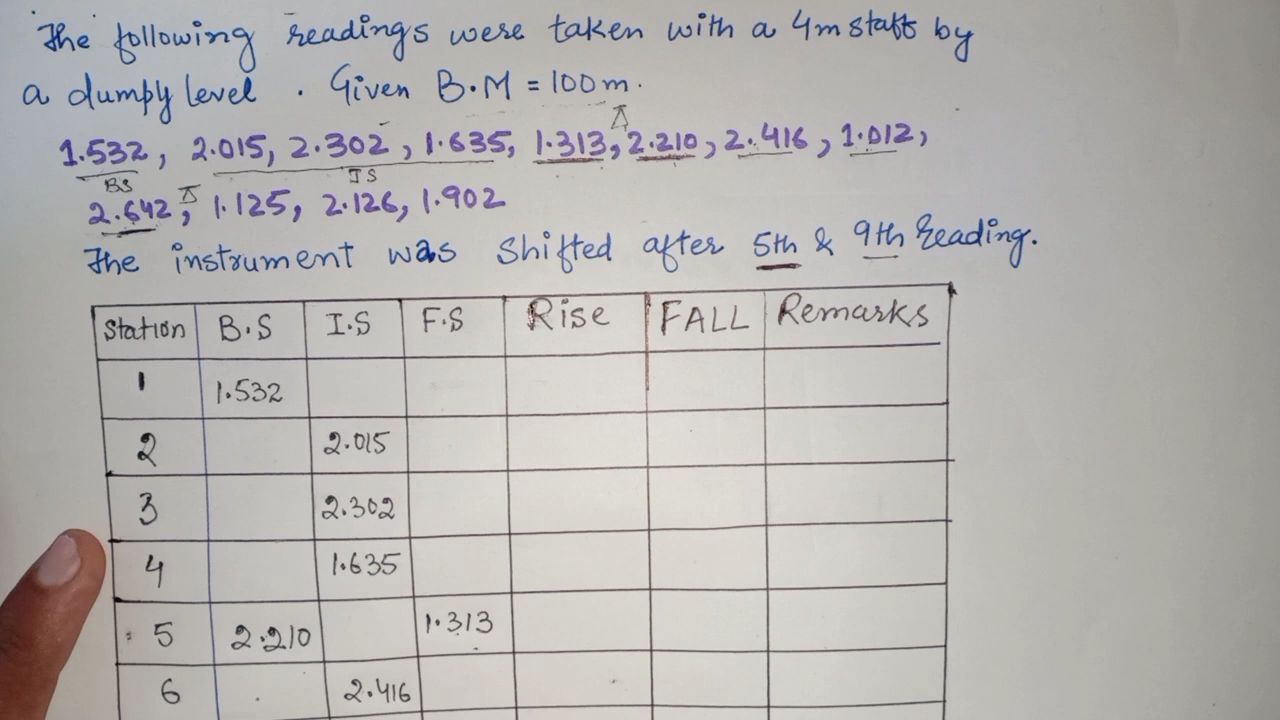 The following readings were taken with a 4m staff by
a dumpy level . Given B.M = 100m.
1.532, 2.015, 2.302, 1.635, 1.313, 2.210, 2.416, 1.012,
BS IS
2.642, 1.125, 2.126, 1.902
The instrument was shifted after 5th & 9th reading.
Station B.S I.S F.S Rise FALL Remarks
1 1.532
2 2.015
3 2.302
4 1.635
5 2.210 1.313
6 2.416